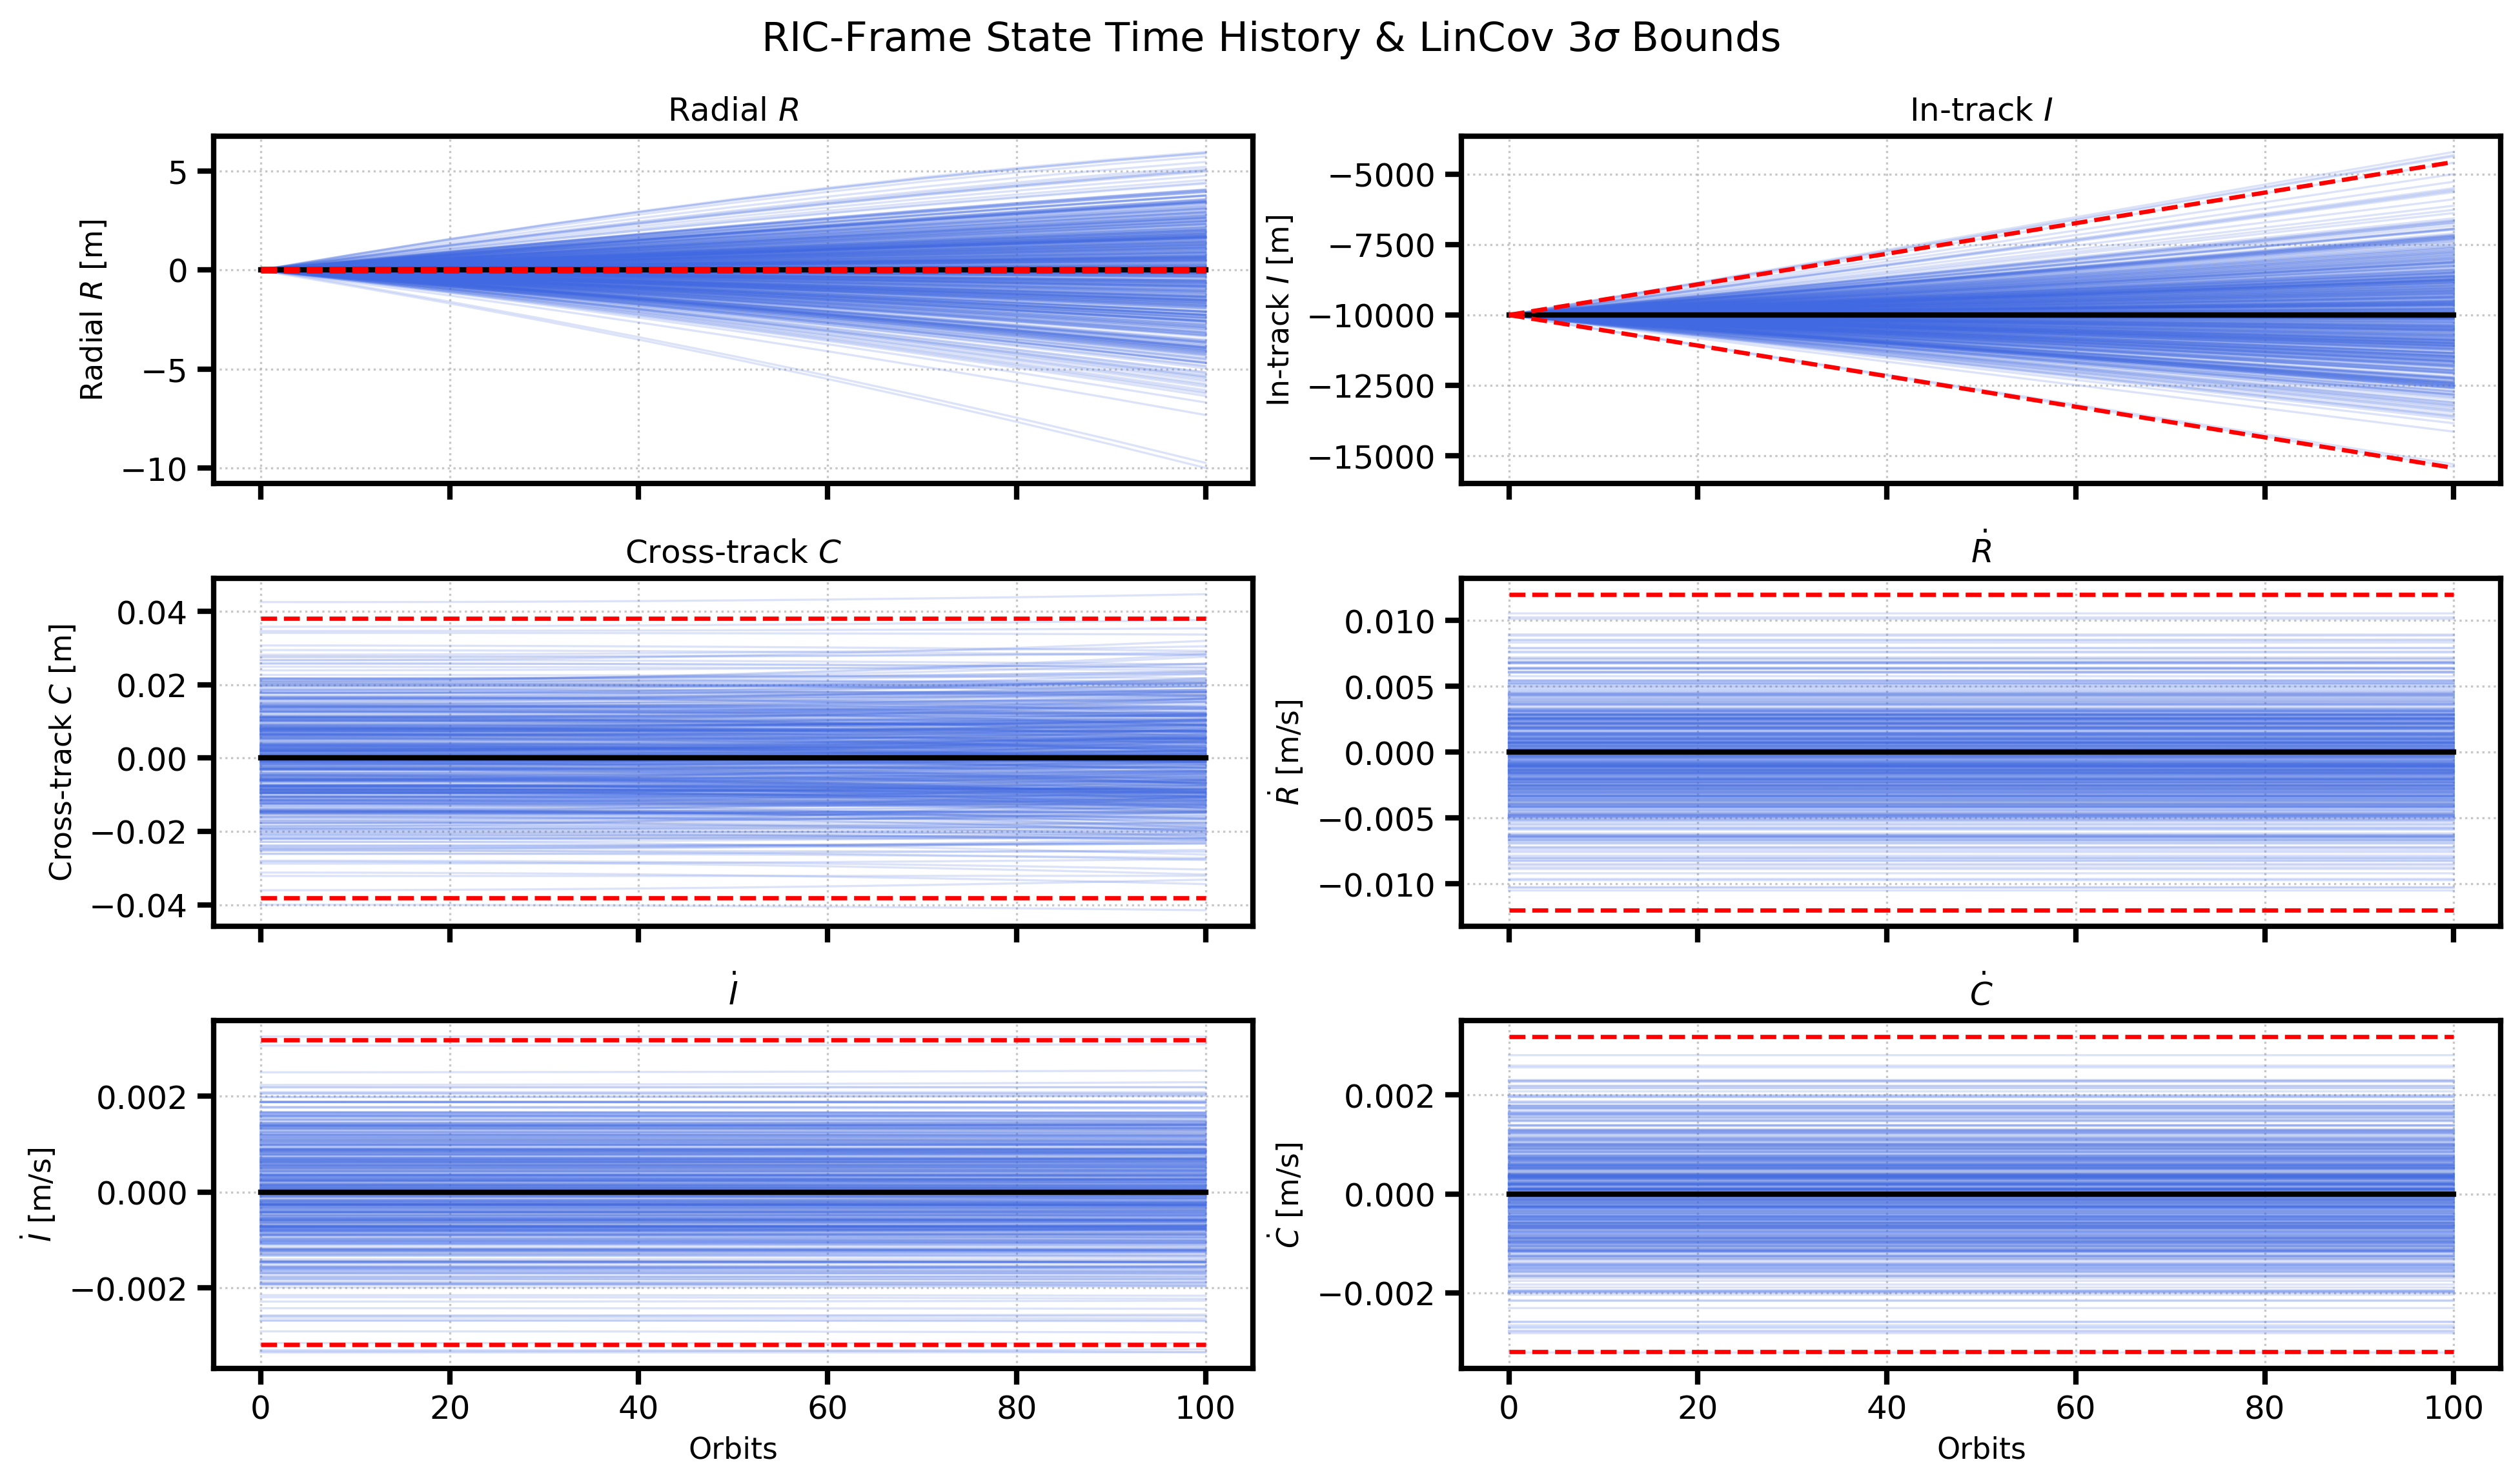 RIC-Frame State Time History & LinCov 3σ Bounds
Radial R
Radial R [m]
5
0
−5
−10
In-track I
In-track I [m]
−5000
−7500
−10000
−12500
−15000
Cross-track C
Cross-track C [m]
0.04
0.02
0.00
−0.02
−0.04
Ṙ
Ṙ [m/s]
0.010
0.005
0.000
−0.005
−0.010
İ
İ [m/s]
0.002
0.000
−0.002
0 20 40 60 80 100
Orbits
Ċ
Ċ [m/s]
0.002
0.000
−0.002
0 20 40 60 80 100
Orbits